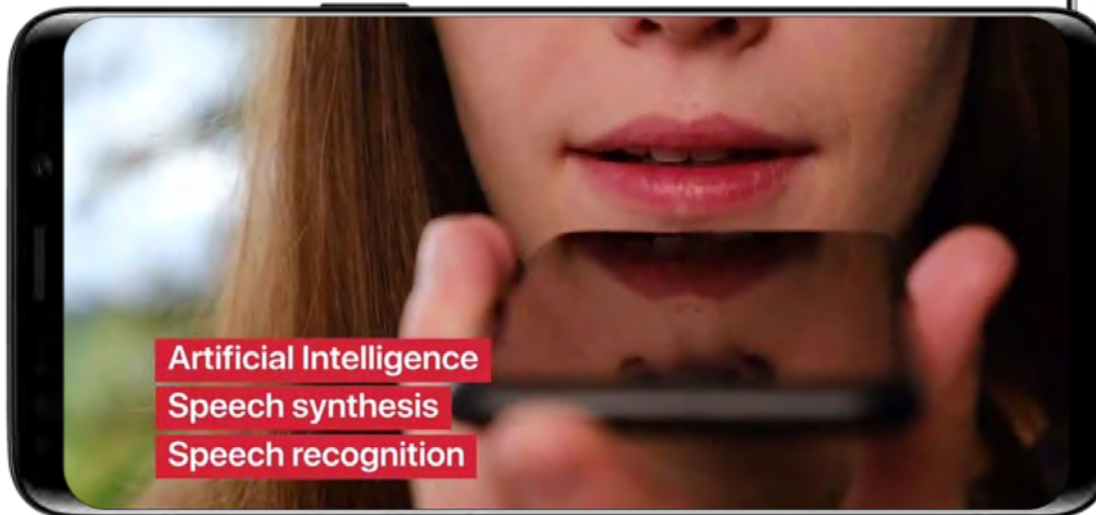 Artificial Intelligence
Speech synthesis
Speech recognition